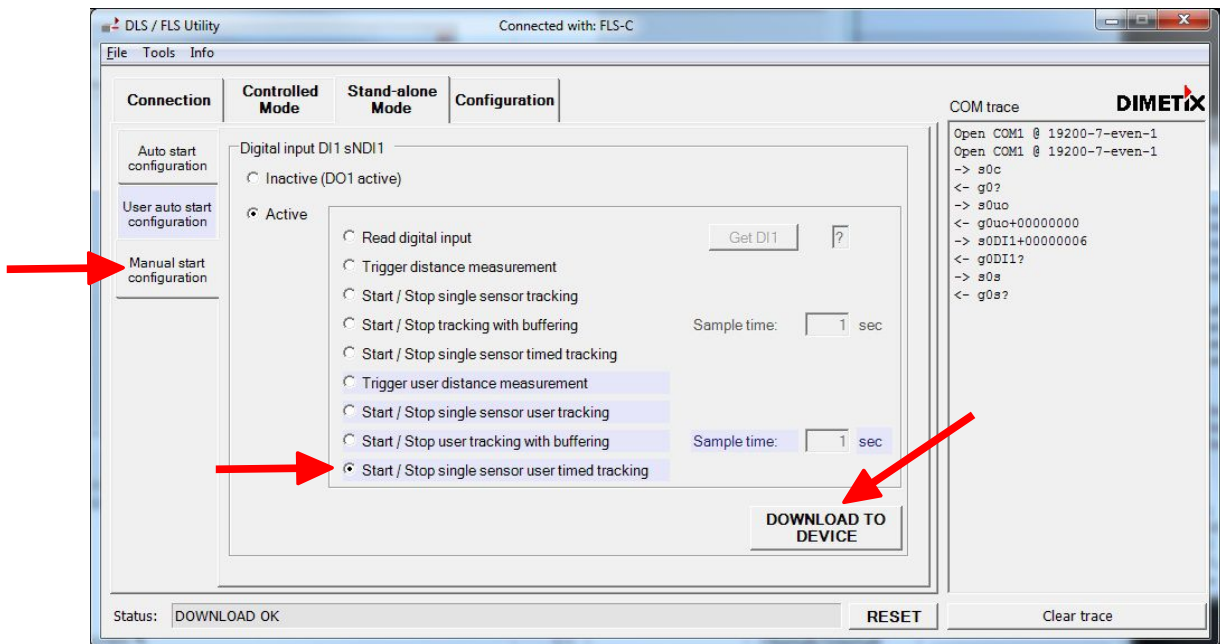 DLS / FLS Utility
Connected with: FLS-C
File Tools Info
Connection
Controlled
Mode
Stand-alone
Mode
Configuration
Auto start
configuration
User auto start
configuration
Manual start
configuration
Digital input DI1 sNDI1
Inactive (DO1 active)
Active
Read digital input
Get DI1
?
Trigger distance measurement
Start / Stop single sensor tracking
Start / Stop tracking with buffering
Sample time: 1 sec
Start / Stop single sensor timed tracking
Trigger user distance measurement
Start / Stop single sensor user tracking
Start / Stop user tracking with buffering
Sample time: 1 sec
Start / Stop single sensor user timed tracking
DOWNLOAD TO
DEVICE
COM trace
DIMETIX
Open COM1 @ 19200-7-even-1
Open COM1 @ 19200-7-even-1
-> s0c
<- g0?
-> s0uo
<- g0uo+00000000
-> s0DI1+00000006
<- g0DI1?
-> s0s
<- g0s?
Status: DOWNLOAD OK
RESET
Clear trace